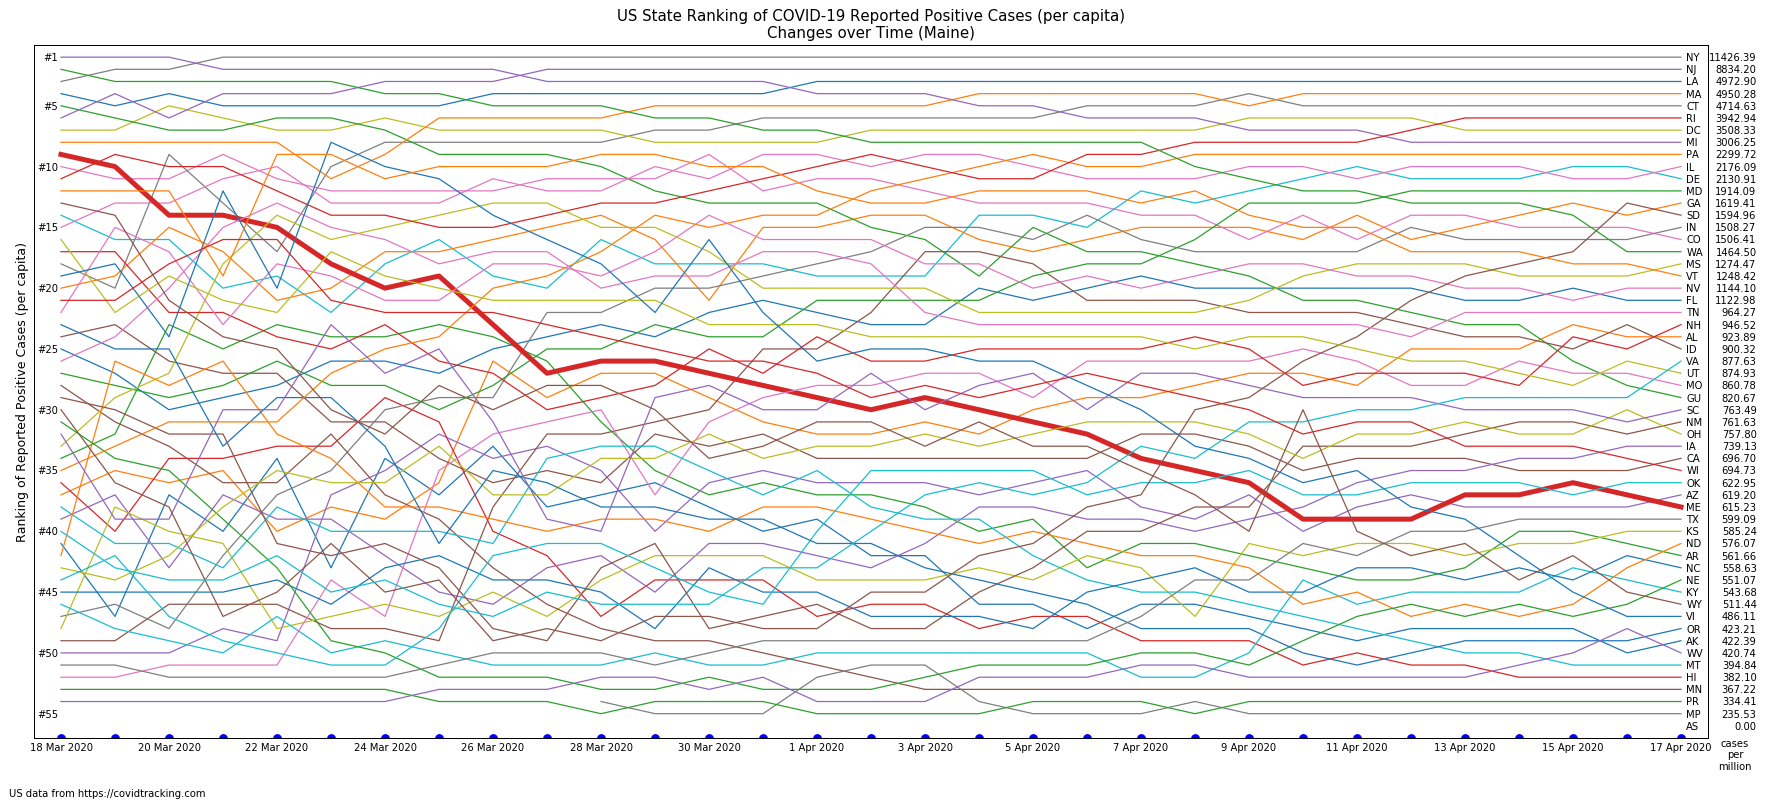 US State Ranking of COVID-19 Reported Positive Cases (per capita)
Changes over Time (Maine)
Ranking of Reported Positive Cases (per capita)
#1
#5
#10
#15
#20
#25
#30
#35
#40
#45
#50
#55
NY 11426.39
NJ 8834.20
LA 4972.90
MA 4950.28
CT 4714.63
RI 3942.94
DC 3508.33
MI 3006.25
PA 2299.72
IL 2176.09
DE 2130.91
MD 1914.09
GA 1619.41
SD 1594.96
IN 1508.27
CO 1506.41
WA 1464.50
MS 1274.47
VT 1248.42
NV 1144.10
FL 1122.98
TN 964.27
NH 946.52
AL 923.89
ID 900.32
VA 877.63
UT 874.93
MO 860.78
GU 820.67
SC 763.49
NM 761.63
OH 757.80
IA 739.13
CA 696.70
WI 694.73
OK 622.95
AZ 619.20
ME 615.23
TX 599.09
KS 585.24
ND 576.07
AR 561.66
NC 558.63
NE 551.07
KY 543.68
WY 511.44
VI 486.11
OR 423.21
AK 422.39
WV 420.74
MT 394.84
HI 382.10
MN 367.22
PR 334.41
MP 235.53
AS 0.00
18 Mar 2020 20 Mar 2020 22 Mar 2020 24 Mar 2020 26 Mar 2020 28 Mar 2020 30 Mar 2020 1 Apr 2020 3 Apr 2020 5 Apr 2020 7 Apr 2020 9 Apr 2020 11 Apr 2020 13 Apr 2020 15 Apr 2020 17 Apr 2020
cases
per
million
US data from https://covidtracking.com